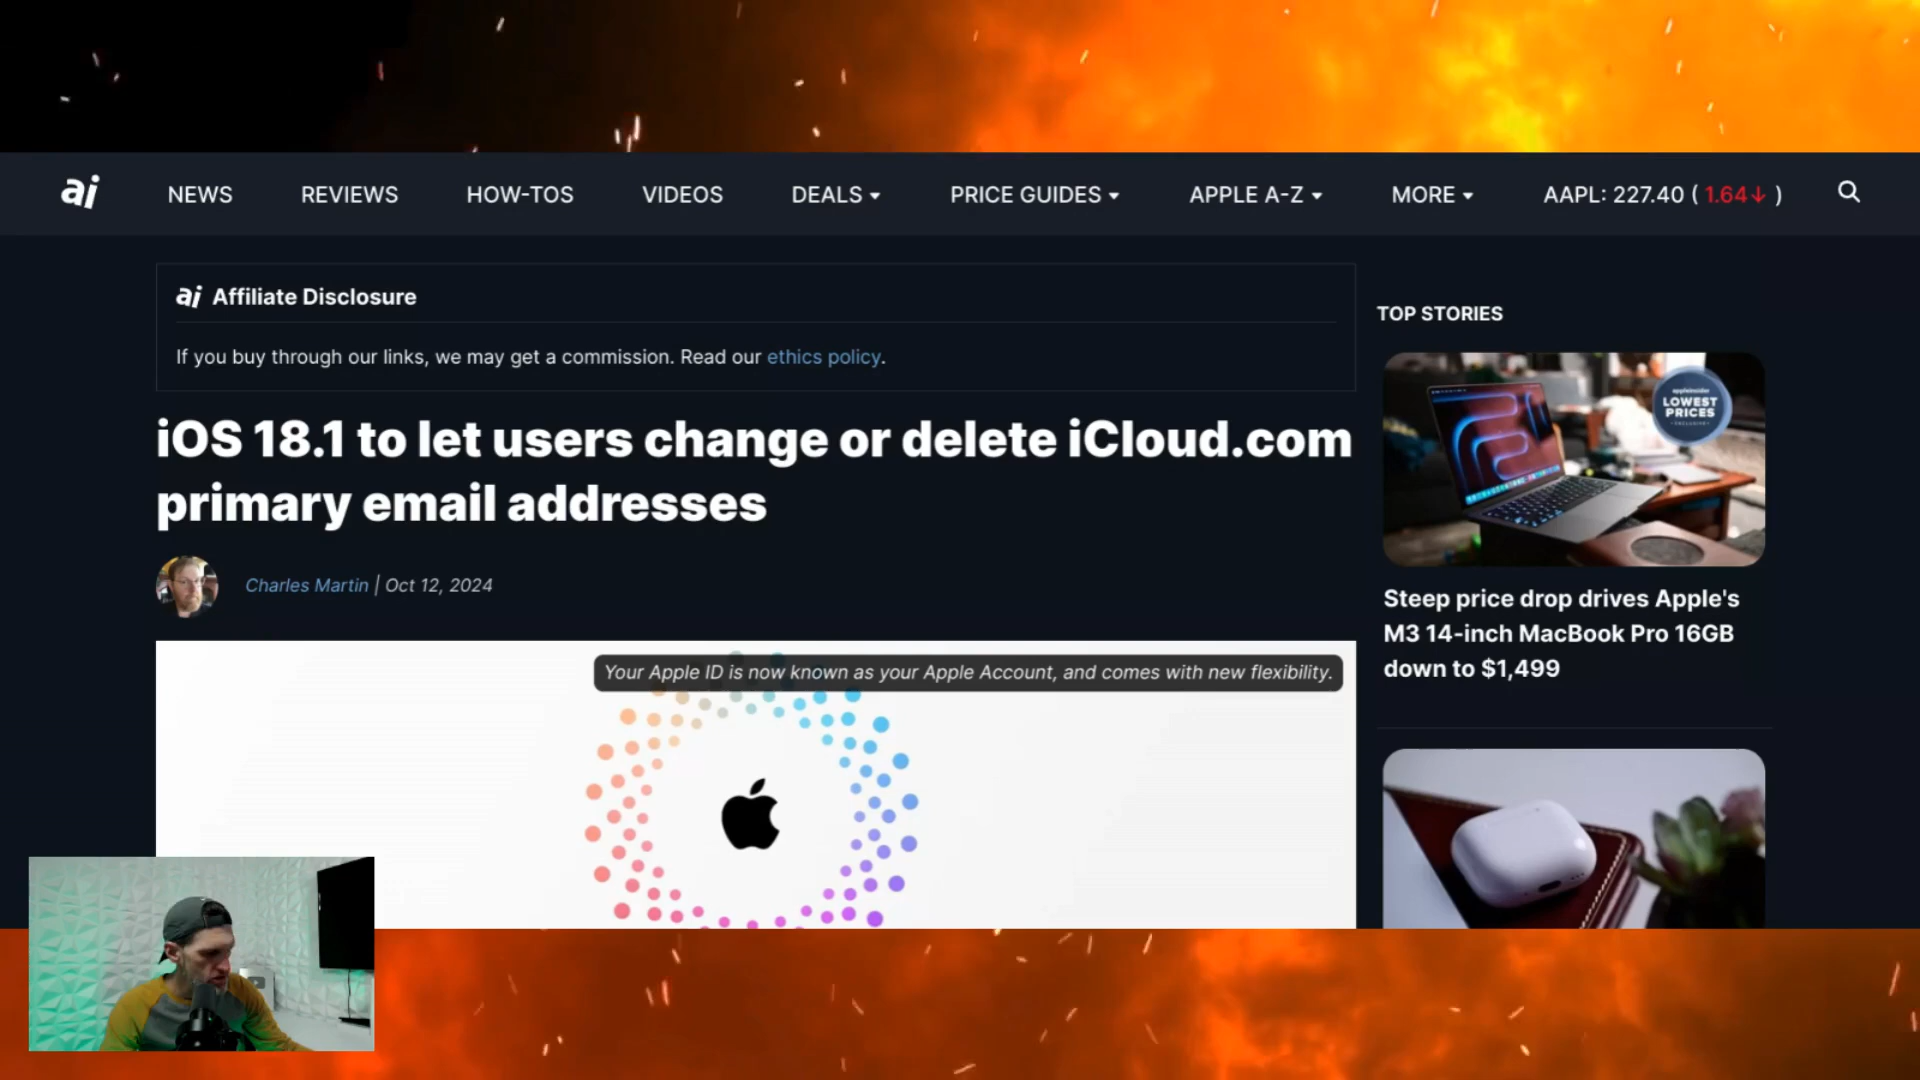 ai NEWS REVIEWS HOW-TOS VIDEOS DEALS PRICE GUIDES APPLE A-Z MORE AAPL: 227.40 ( 1.64↓ )
ai Affiliate Disclosure
If you buy through our links, we may get a commission. Read our ethics policy.
iOS 18.1 to let users change or delete iCloud.com
primary email addresses
Charles Martin | Oct 12, 2024
Your Apple ID is now known as your Apple Account, and comes with new flexibility.
TOP STORIES
appleinsider
LOWEST
PRICES
EXCLUSIVE
Steep price drop drives Apple's
M3 14-inch MacBook Pro 16GB
down to $1,499